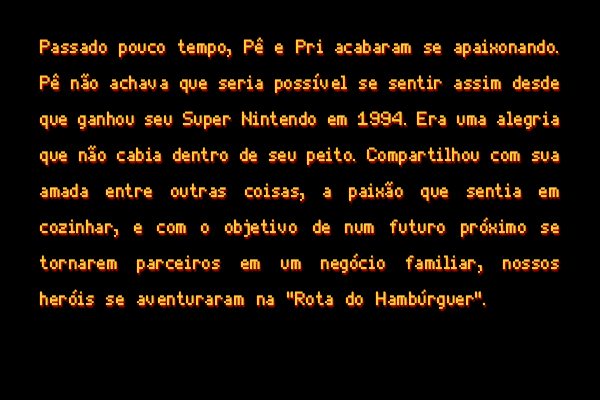 Passado pouco tempo, Pê e Pri acabaram se apaixonando.
Pê não achava que seria possível se sentir assim desde
que ganhou seu Super Nintendo em 1994. Era uma alegria
que não cabia dentro de seu peito. Compartilhou com sua
amada entre outras coisas, a paixão que sentia em
cozinhar, e com o objetivo de num futuro próximo se
tornarem parceiros em um negócio familiar, nossos
heróis se aventuraram na "Rota do Hambúrguer".